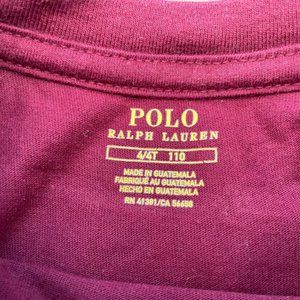 POLO
RALPH LAUREN
4/4T 110
MADE IN GUATEMALA
FABRIQUÉ AU GUATEMALA
HECHO EN GUATEMALA
RN 41381/CA 56658